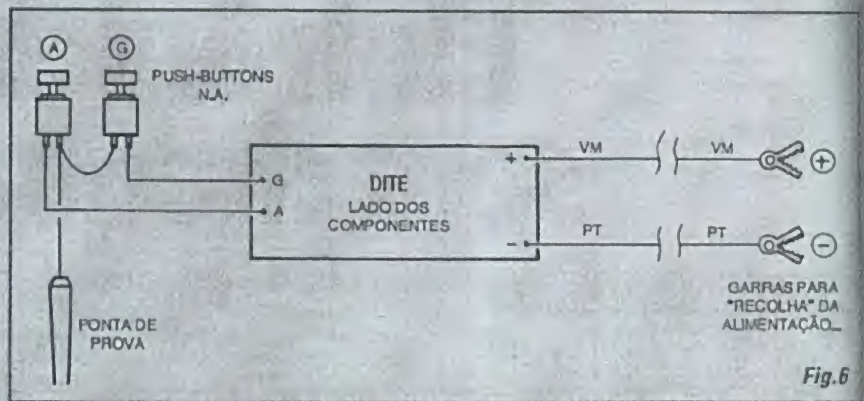 A
G
PUSH-BUTTONS
N.A.
+
VM
VM
+
G
DITE
A
LADO DOS
COMPONENTES
-
PT
PT
-
GARRAS PARA
"RECOLHA" DA
ALIMENTAÇÃO...
PONTA DE
PROVA
Fig.6